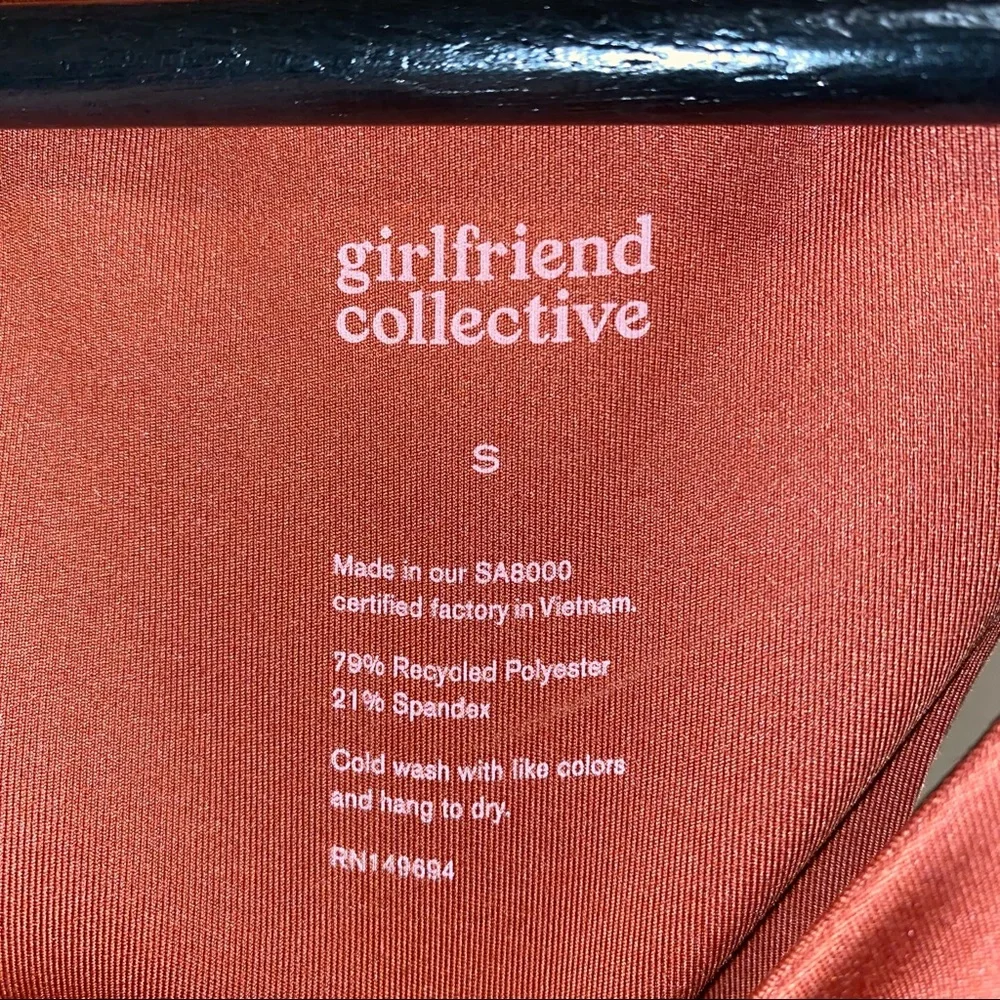 girlfriend
collective
S
Made in our SA8000
certified factory in Vietnam.
79% Recycled Polyester
21% Spandex
Cold wash with like colors
and hang to dry.
RN149694